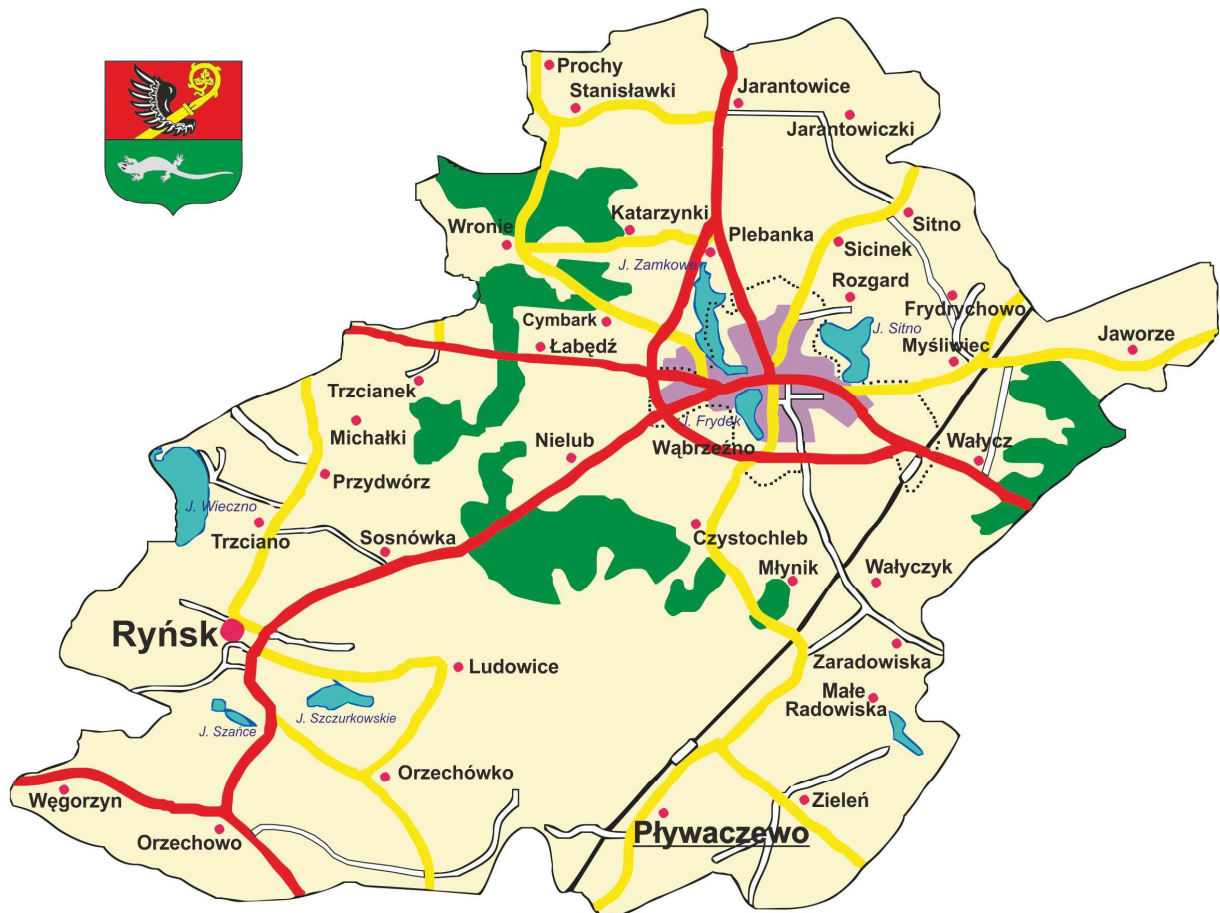 Prochy
Stanisławki
Jarantowice
Jarantowiczki
Katarzynki
Wronie
Sitno
Plebanka
Sicinek
J. Zamkowe
Rozgard
Frydrychowo
Cymbark
J. Sitno
Jaworze
Łabędź
Myśliwiec
Trzcianek
Michałki
J. Frydek
Nielub
Wąbrzeźno
Wałycz
Przydwórz
J. Wieczno
Trzciano
Sosnówka
Czystochleb
Młynik
Wałyczyk
Ryńsk
Ludowice
Zaradowiska
Małe
Radowiska
J. Szańce
J. Szczurkowskie
Orzechówko
Węgorzyn
Zieleń
Orzechowo
Pływaczewo